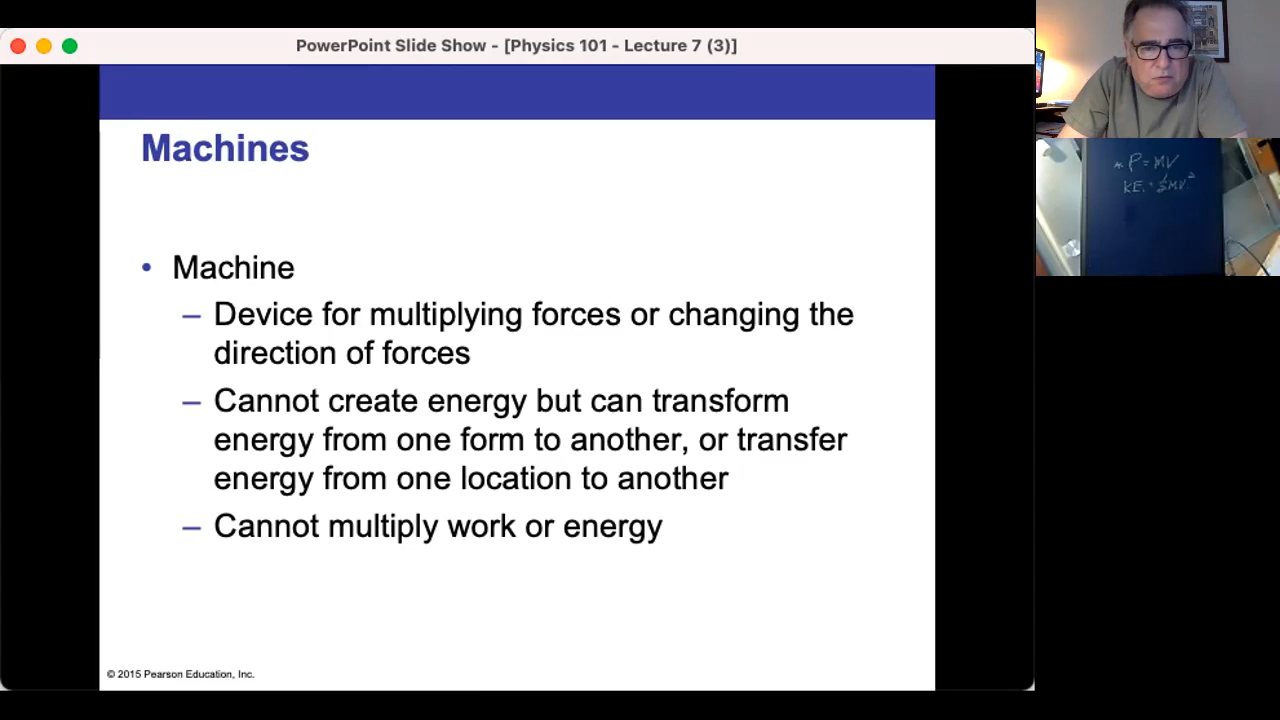 PowerPoint Slide Show - [Physics 101 - Lecture 7 (3)]
Machines
• Machine
– Device for multiplying forces or changing the
direction of forces
– Cannot create energy but can transform
energy from one form to another, or transfer
energy from one location to another
– Cannot multiply work or energy
© 2015 Pearson Education, Inc.
P = MV